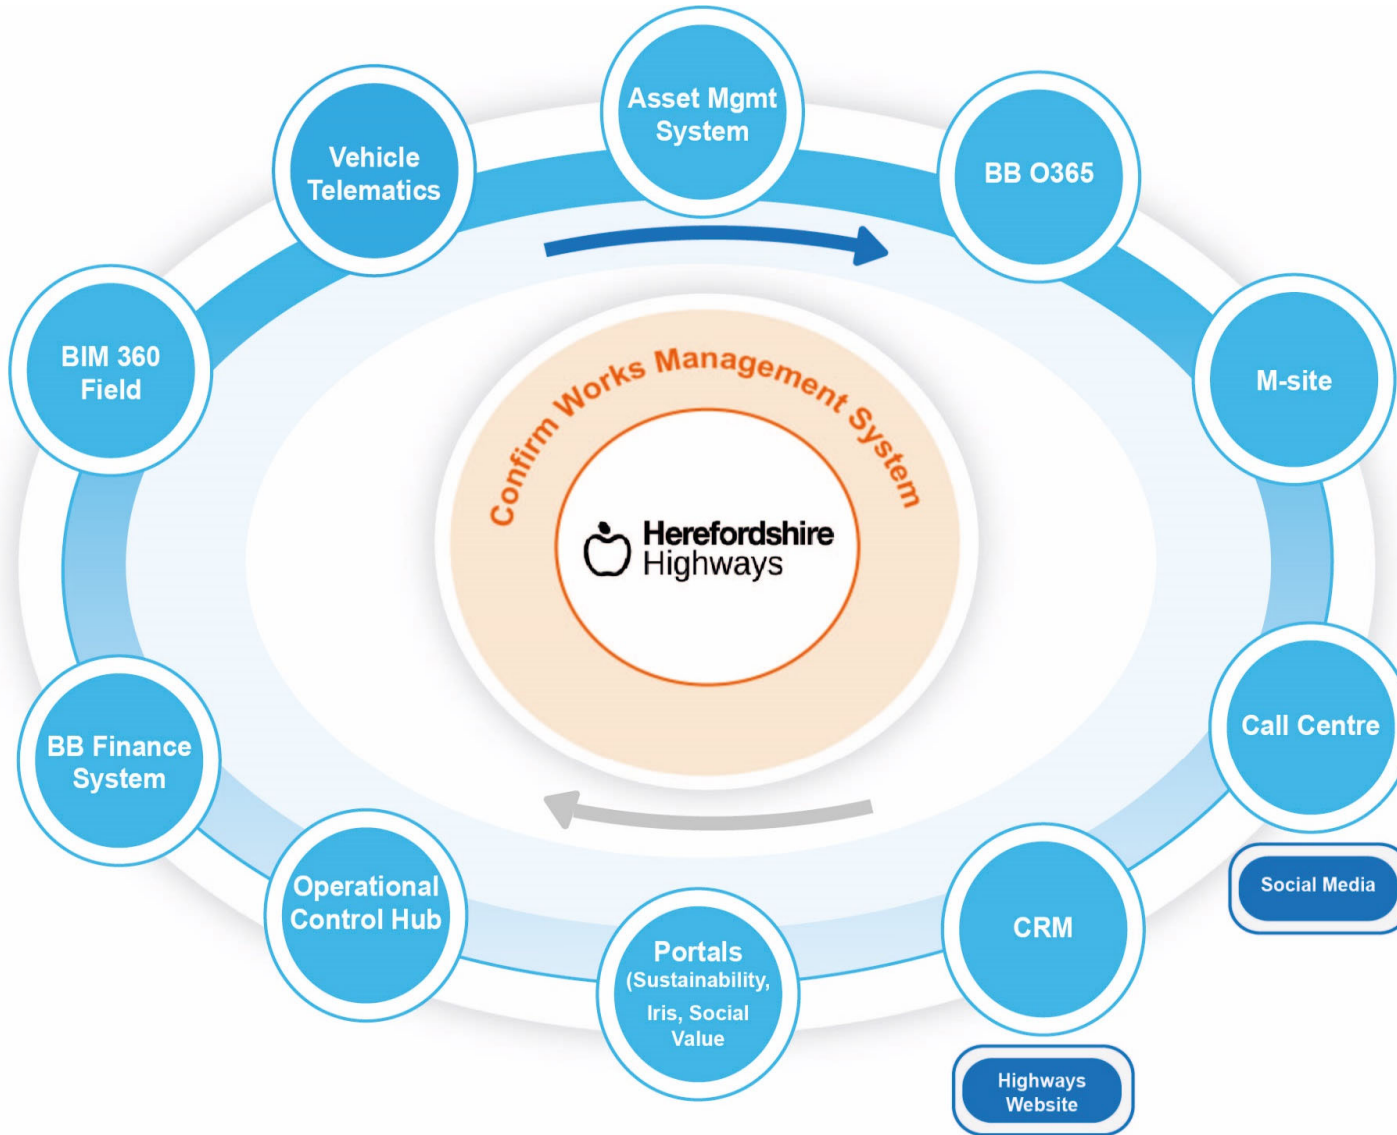 Asset Mgmt
System
BB O365
M-site
Call Centre
Social Media
CRM
Highways
Website
Portals
(Sustainability,
Iris, Social
Value
Operational
Control Hub
BB Finance
System
BIM 360
Field
Vehicle
Telematics
Confirm Works Management System
Herefordshire
Highways